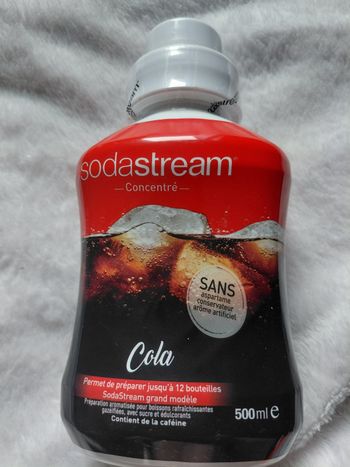 sodastream
Concentré
SANS
aspartame
conservateur
arôme artificiel
Cola
Permet de préparer jusqu'à 12 bouteilles
SodaStream grand modèle
Préparation aromatisée pour boissons rafraîchissantes
gazéifiées, avec sucre et édulcorants
Contient de la caféine
500ml e